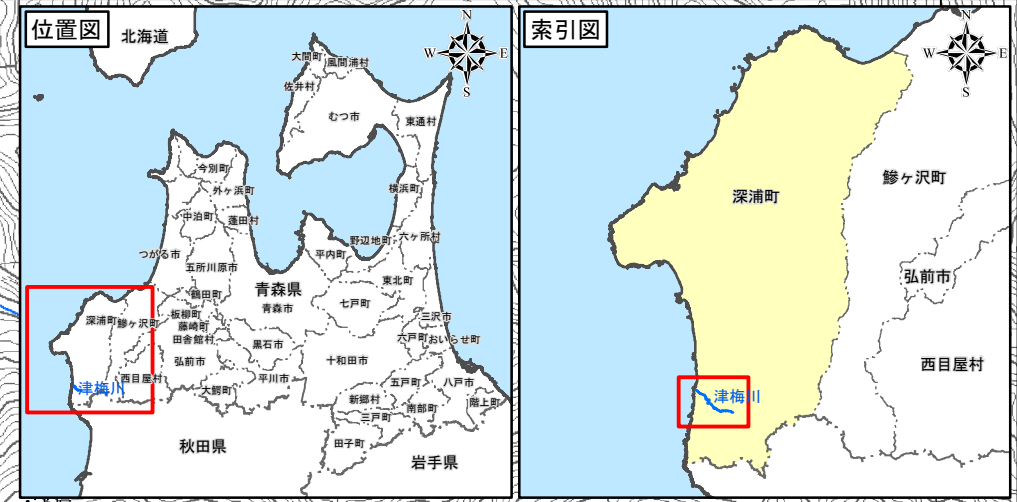 位置図
北海道
N
W
E
S
大間町
風間浦村
佐井村
むつ市
東通村
今別町
外ヶ浜町
横浜町
中泊町
蓬田村
つがる市
野辺地町
六ヶ所村
平内町
五所川原市
東北町
青森県
鶴田町
青森市
七戸町
深浦町
鰺ヶ沢町
板柳町
三沢市
藤崎町
田舎館村
黒石市
六戸町
おいらせ町
弘前市
十和田市
西目屋村
平川市
五戸町
八戸市
津梅川
大鰐町
新郷村
南部町
階上町
三戸町
秋田県
田子町
岩手県
索引図
N
W
E
S
深浦町
鰺ヶ沢町
弘前市
西目屋村
津梅川